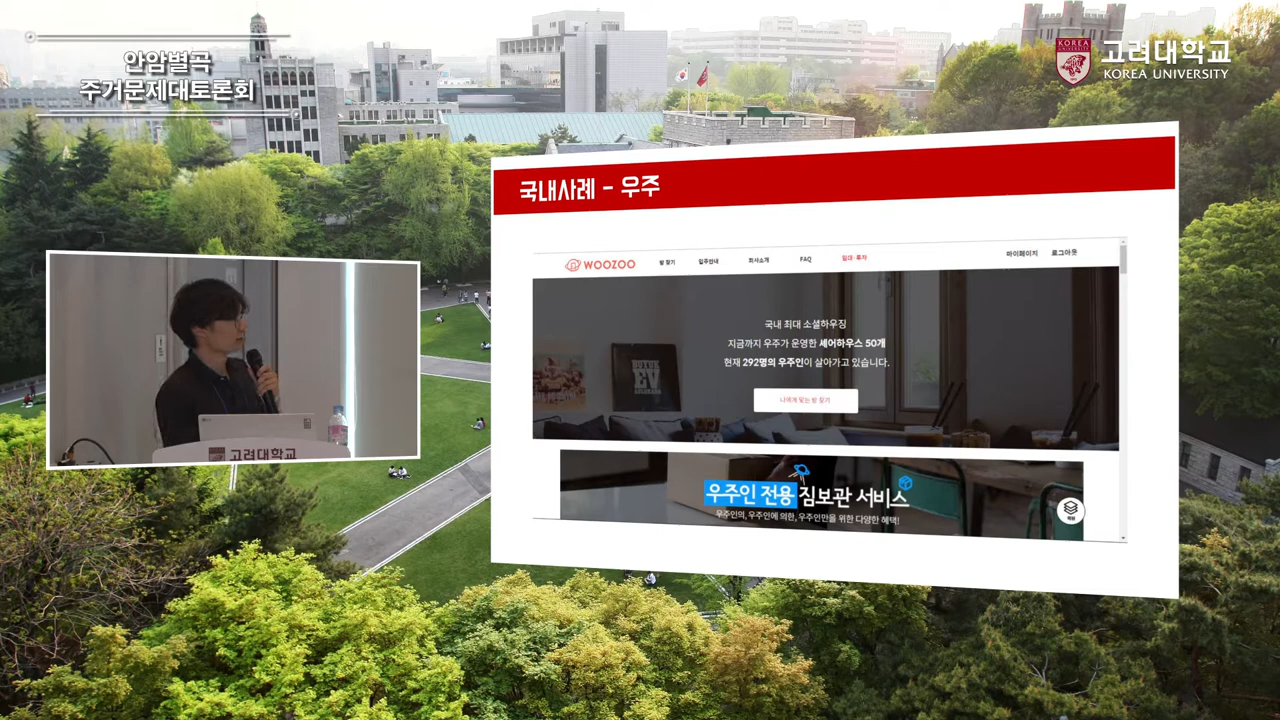 안암별곡
주거문제대토론회
KOREA
고려대학교
KOREA UNIVERSITY
국내사례 - 우주
WOOZOO
방 찾기
입주안내
회사소개
FAQ
임대·투자
마이페이지
로그아웃
국내 최대 소셜하우징
지금까지 우주가 운영한 셰어하우스 50개
현재 292명의 우주인이 살아가고 있습니다.
나에게 맞는 방 찾기
우주인 전용 짐보관 서비스
우주인의, 우주인에 의한, 우주인만을 위한 다양한 혜택!
고려대학교